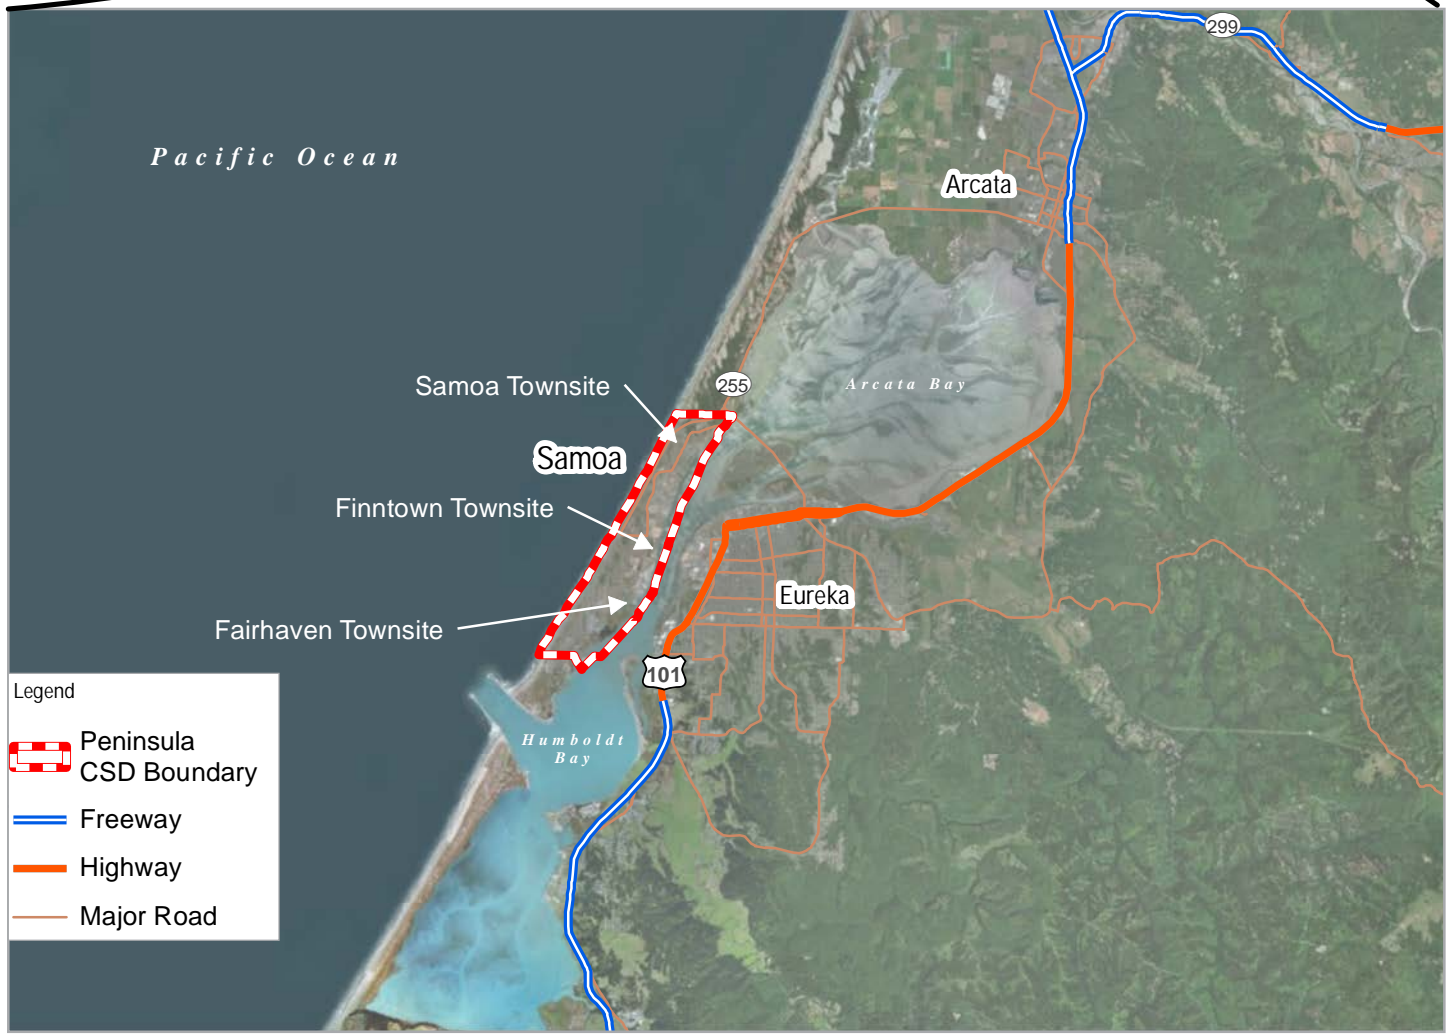 299
Pacific Ocean
Arcata
Samoa Townsite
255
Arcata Bay
Samoa
Finntown Townsite
Eureka
Fairhaven Townsite
101
Legend
Peninsula
CSD Boundary
Freeway
Highway
Major Road
Humboldt
Bay